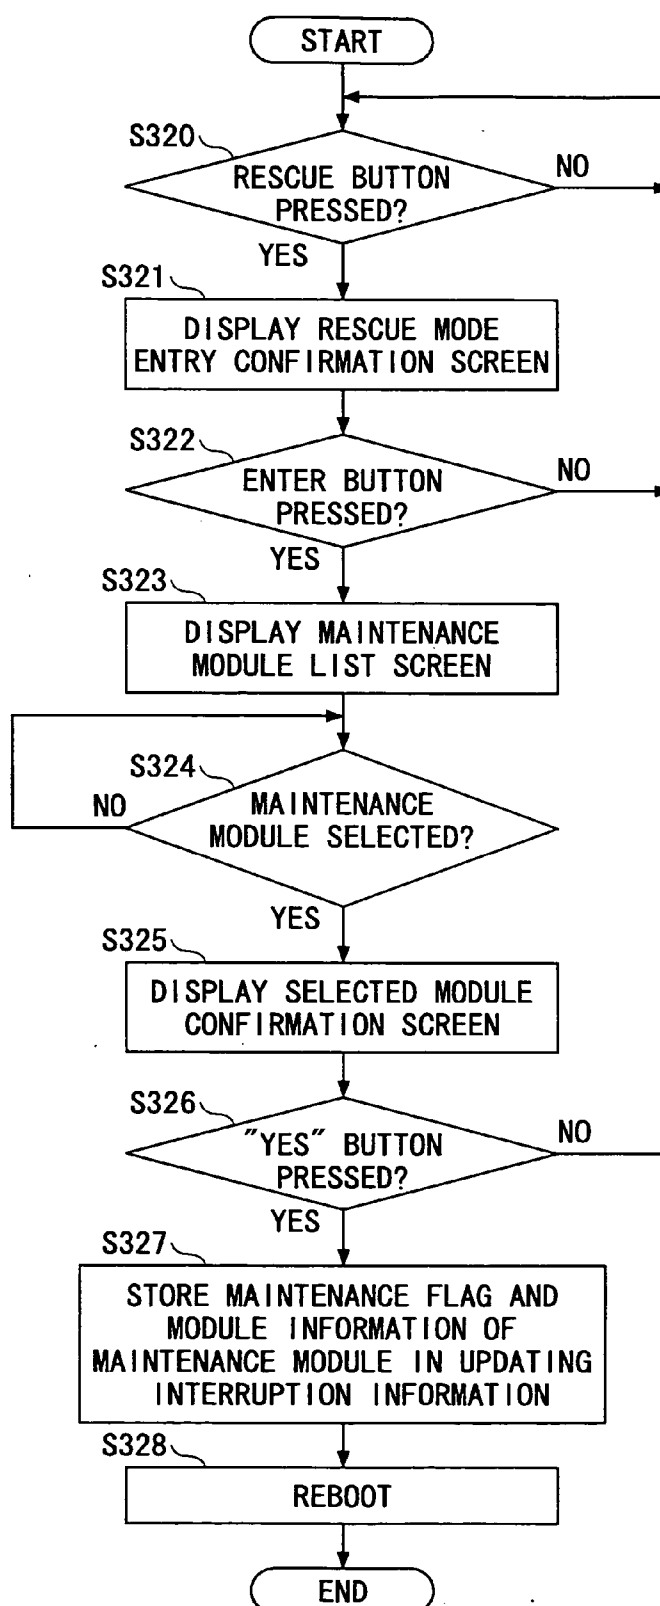 START
S320
RESCUE BUTTON
PRESSED?
NO
YES
S321
DISPLAY RESCUE MODE
ENTRY CONFIRMATION SCREEN
S322
ENTER BUTTON
PRESSED?
NO
YES
S323
DISPLAY MAINTENANCE
MODULE LIST SCREEN
S324
MAINTENANCE
MODULE SELECTED?
NO
YES
S325
DISPLAY SELECTED MODULE
CONFIRMATION SCREEN
S326
"YES" BUTTON
PRESSED?
NO
YES
S327
STORE MAINTENANCE FLAG AND
MODULE INFORMATION OF
MAINTENANCE MODULE IN UPDATING
INTERRUPTION INFORMATION
S328
REBOOT
END